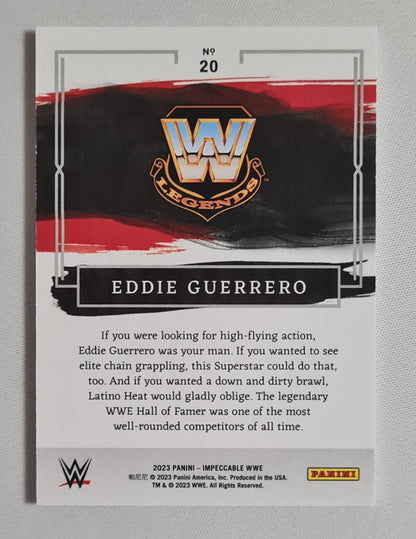 Nº
20
W
LEGENDS
™
EDDIE GUERRERO
If you were looking for high-flying action,
Eddie Guerrero was your man. If you wanted to see
elite chain grappling, this Superstar could do that,
too. And if you wanted a down and dirty brawl,
Latino Heat would gladly oblige. The legendary
WWE Hall of Famer was one of the most
well-rounded competitors of all time.
W
2023 PANINI – IMPECCABLE WWE
帕尼尼 © 2023 Panini America, Inc. Produced in the USA.
TM & © 2023 WWE. All Rights Reserved.
PANINI